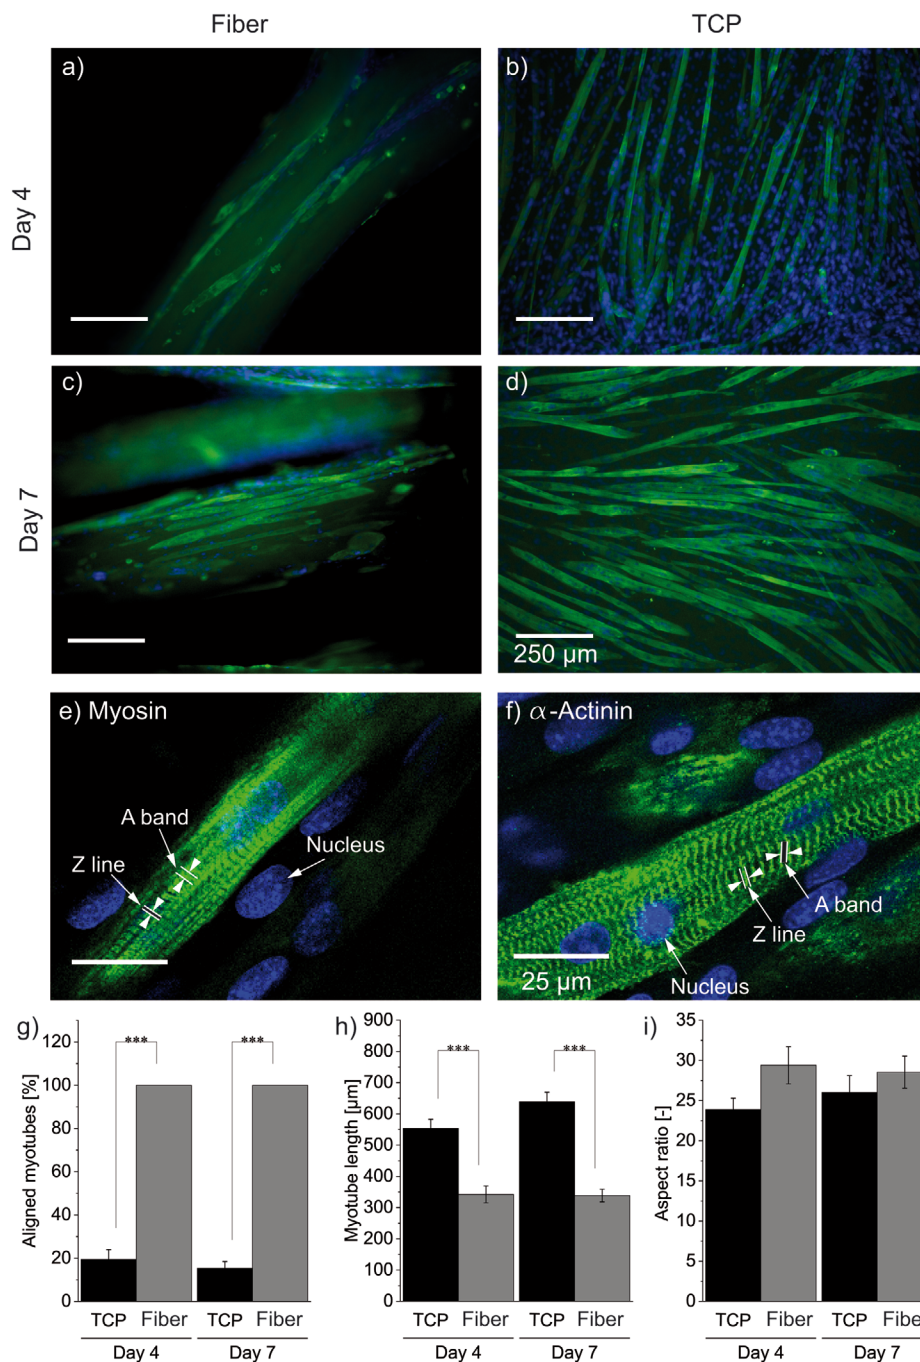 Fiber TCP
Day 4
a) b)
Day 7
c) d)
250 µm
e) Myosin f) α-Actinin
A band
Z line
Nucleus
A band
Z line
Nucleus
25 µm
g) h) i)
Aligned myotubes [%]
120
100
80
60
40
20
0
*** ***
TCP Fiber TCP Fiber
Day 4 Day 7
Myotube length [µm]
900
800
700
600
500
400
300
200
100
0
*** ***
TCP Fiber TCP Fiber
Day 4 Day 7
Aspect ratio [-]
35
30
25
20
15
10
5
0
TCP Fiber TCP Fiber
Day 4 Day 7